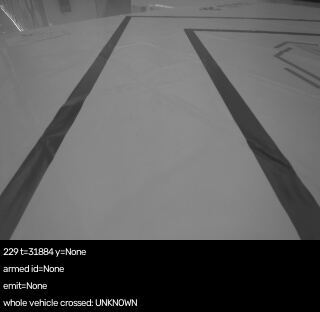 229 t=31884 y=None
armed id=None
emit=None
whole vehicle crossed: UNKNOWN